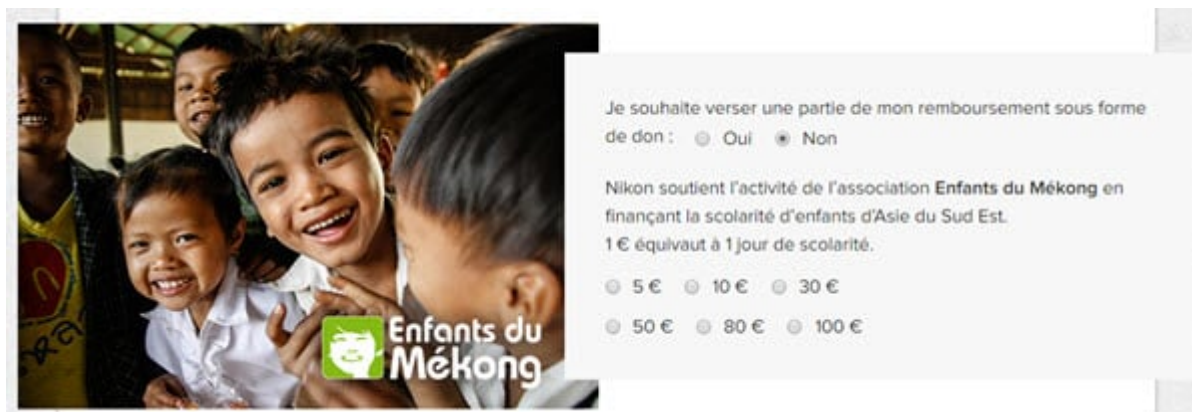 Enfants du
Mékong
Je souhaite verser une partie de mon remboursement sous forme
de don : Oui Non
Nikon soutient l'activité de l'association Enfants du Mékong en
finançant la scolarité d'enfants d'Asie du Sud Est.
1 € équivaut à 1 jour de scolarité.
5 € 10 € 30 €
50 € 80 € 100 €